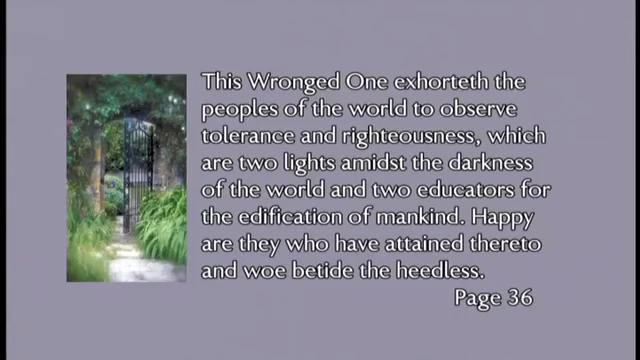 This Wronged One exhorteth the
peoples of the world to observe
tolerance and righteousness, which
are two lights amidst the darkness
of the world and two educators for
the edification of mankind. Happy
are they who have attained thereto
and woe betide the heedless.
Page 36